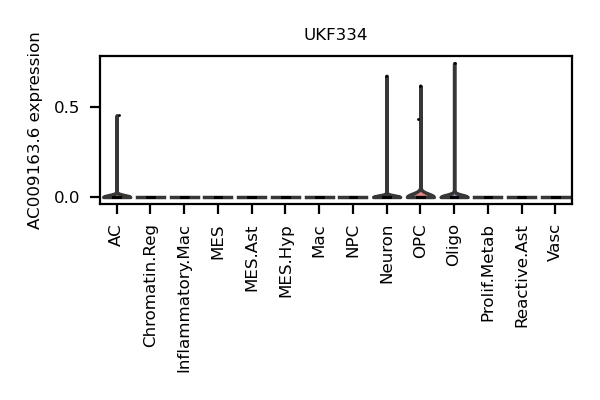 UKF334
AC009163.6 expression
0.5
0.0
AC
Chromatin.Reg
Inflammatory.Mac
MES
MES.Ast
MES.Hyp
Mac
NPC
Neuron
OPC
Oligo
Prolif.Metab
Reactive.Ast
Vasc